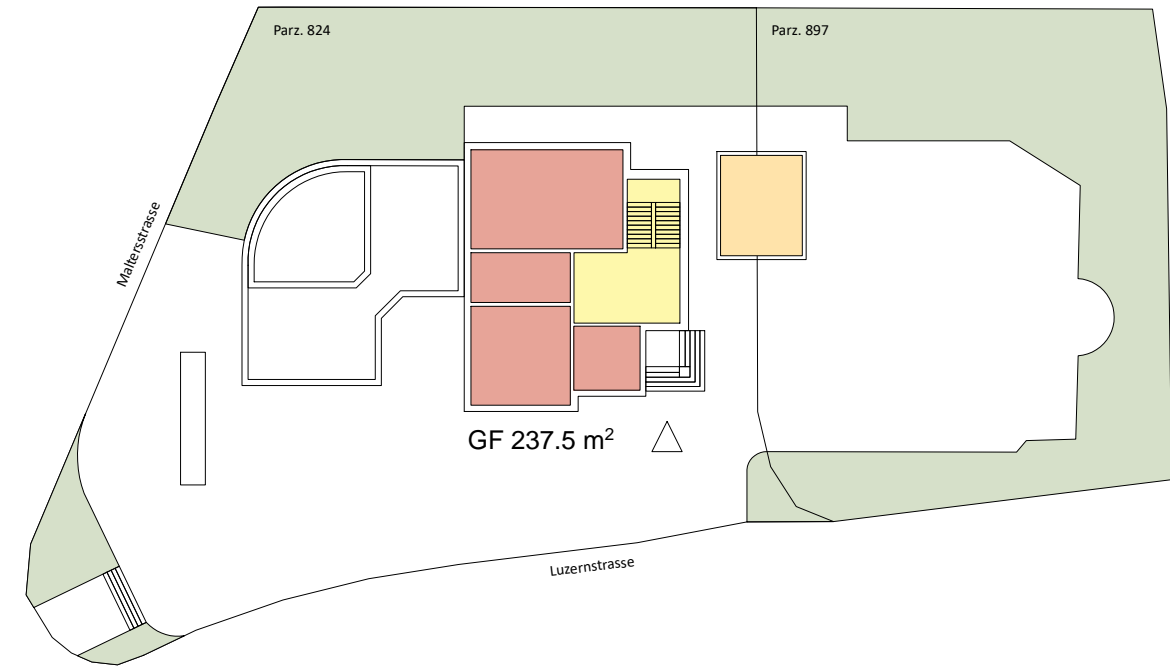 Parz. 824
Parz. 897
Maltersstrasse
GF 237.5 m²
Luzernstrasse